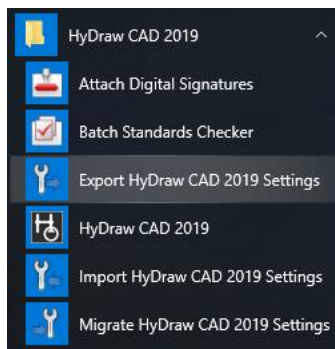 HyDraw CAD 2019
Attach Digital Signatures
Batch Standards Checker
Export HyDraw CAD 2019 Settings
HyDraw CAD 2019
Import HyDraw CAD 2019 Settings
Migrate HyDraw CAD 2019 Settings